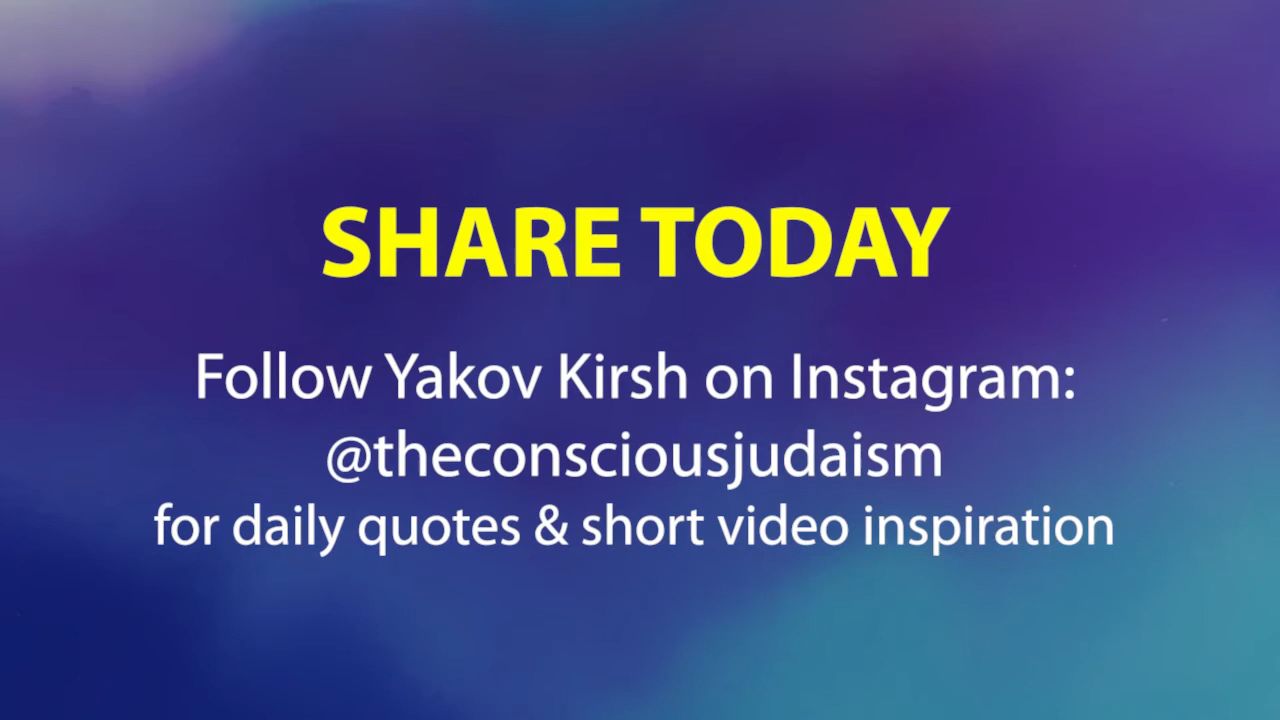 SHARE TODAY
Follow Yakov Kirsh on Instagram:
@theconsciousjudaism
for daily quotes & short video inspiration